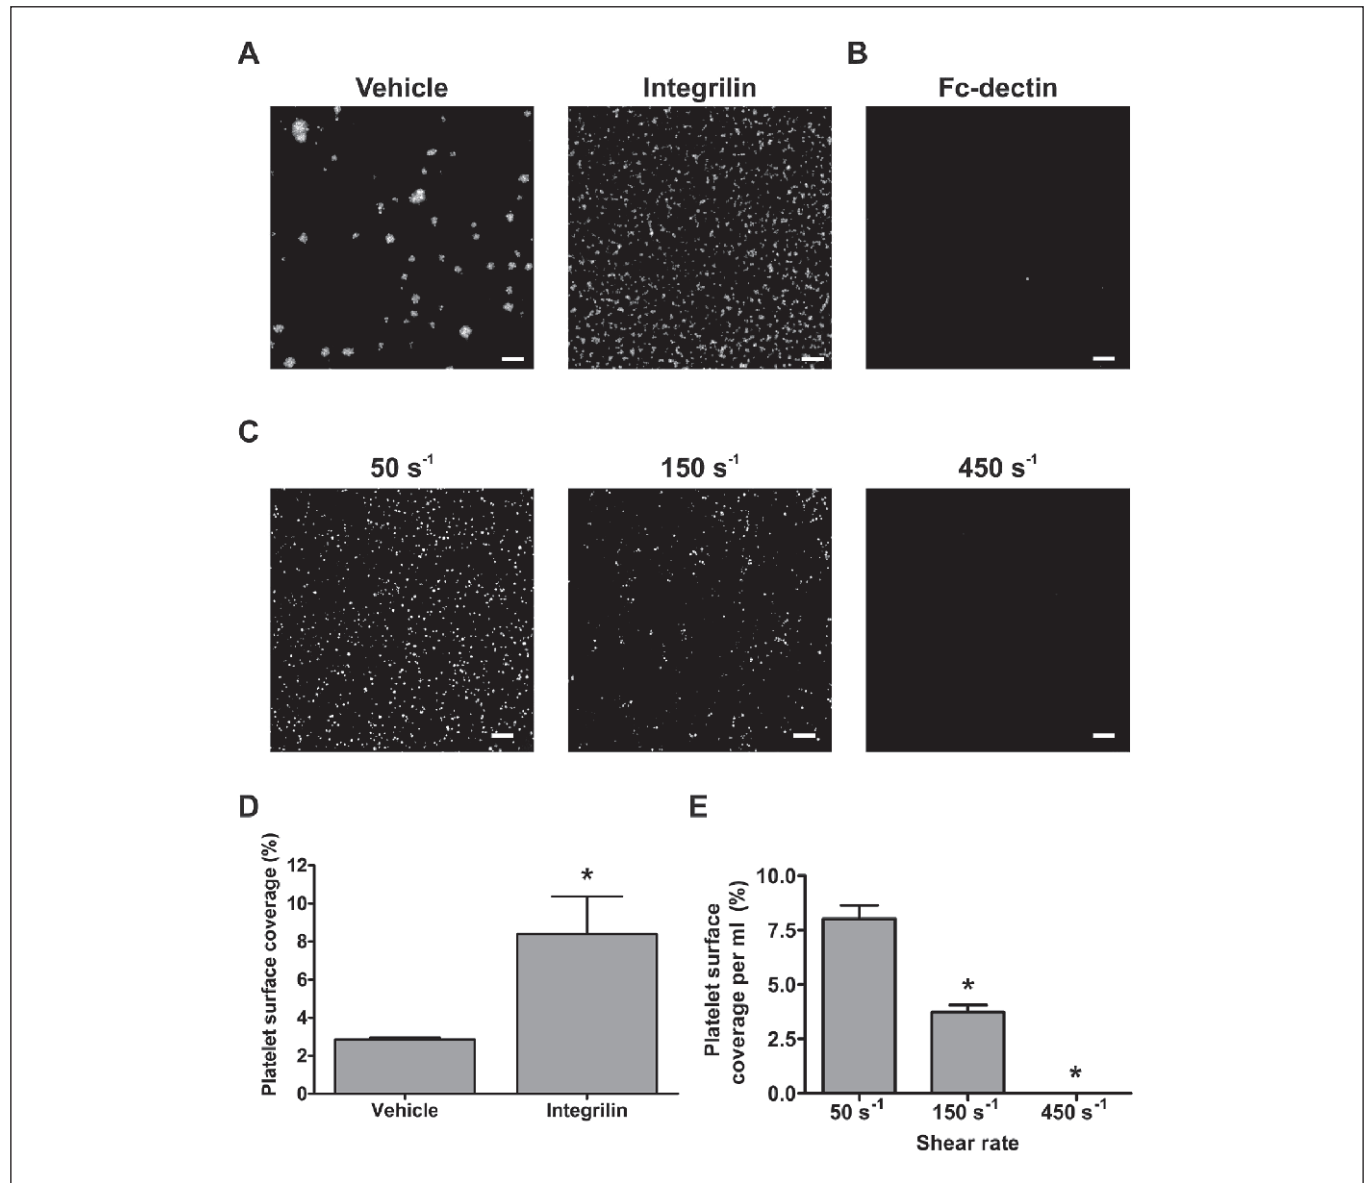 A
B
Vehicle
Integrilin
Fc-dectin
C
50 s-1
150 s-1
450 s-1
D
E
Platelet surface coverage (%)
12
10
8
6
4
2
0
Vehicle
Integrilin
Platelet surface
coverage per ml (%)
10.0
7.5
5.0
2.5
0.0
*
*
*
50 s-1
150 s-1
450 s-1
Shear rate